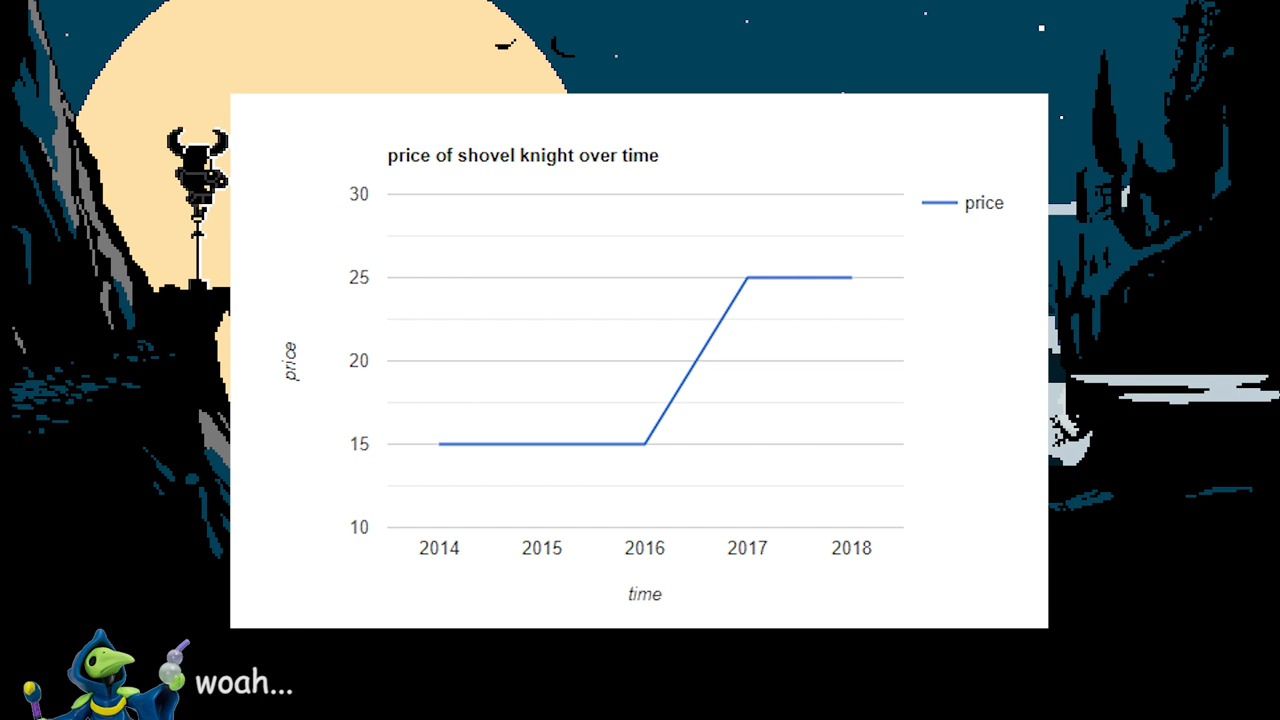 price of shovel knight over time
30
price
25
20
price
15
10
2014 2015 2016 2017 2018
time
woah...